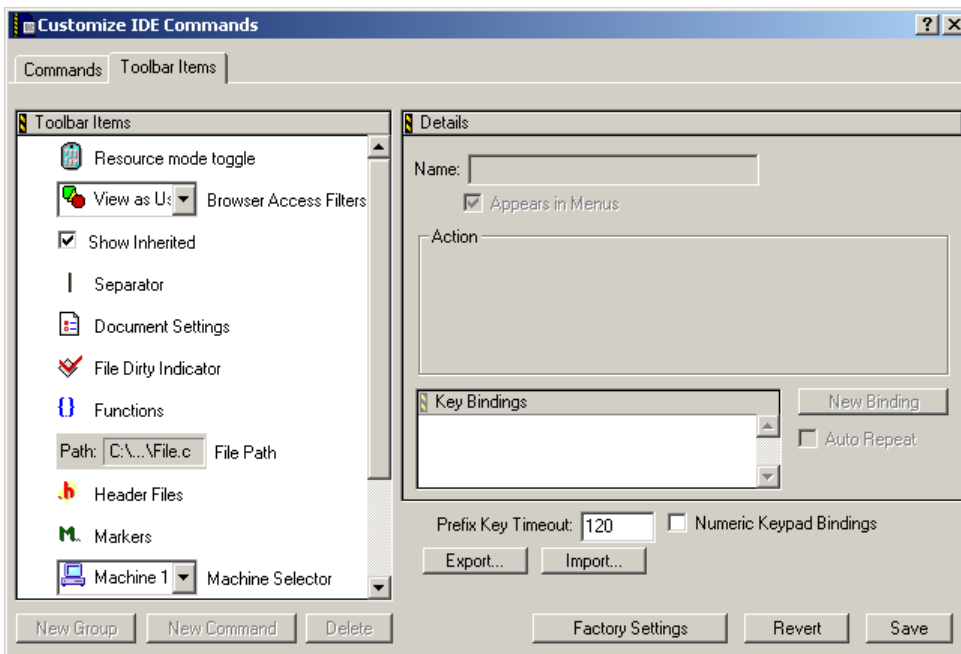 Customize IDE Commands
Commands
Toolbar Items
Toolbar Items
Resource mode toggle
View as Us
Browser Access Filters
Show Inherited
Separator
Document Settings
File Dirty Indicator
{} Functions
Path: C:\...\File.c File Path
.h Header Files
M.. Markers
Machine 1
Machine Selector
New Group
New Command
Delete
Details
Name:
Appears in Menus
Action
Key Bindings
New Binding
Auto Repeat
Prefix Key Timeout: 120
Numeric Keypad Bindings
Export...
Import...
Factory Settings
Revert
Save